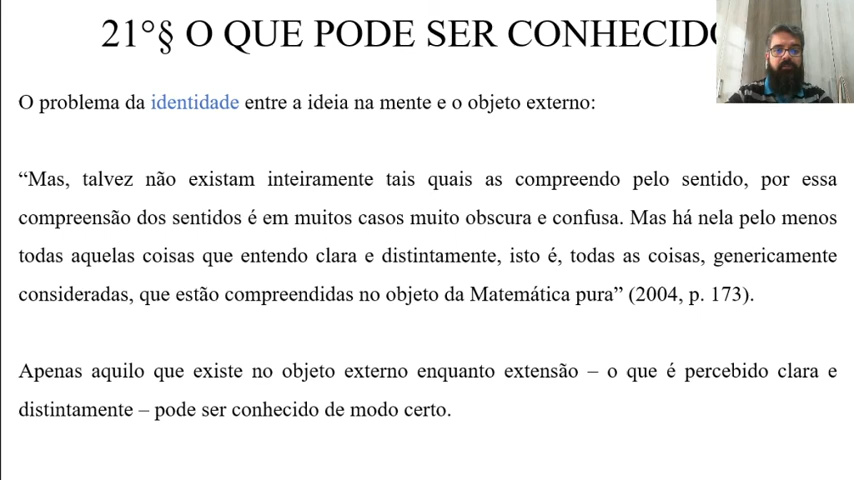 21°§ O QUE PODE SER CONHECIDO
O problema da identidade entre a ideia na mente e o objeto externo:
“Mas, talvez não existam inteiramente tais quais as compreendo pelo sentido, por essa
compreensão dos sentidos é em muitos casos muito obscura e confusa. Mas há nela pelo menos
todas aquelas coisas que entendo clara e distintamente, isto é, todas as coisas, genericamente
consideradas, que estão compreendidas no objeto da Matemática pura” (2004, p. 173).
Apenas aquilo que existe no objeto externo enquanto extensão – o que é percebido clara e
distintamente – pode ser conhecido de modo certo.